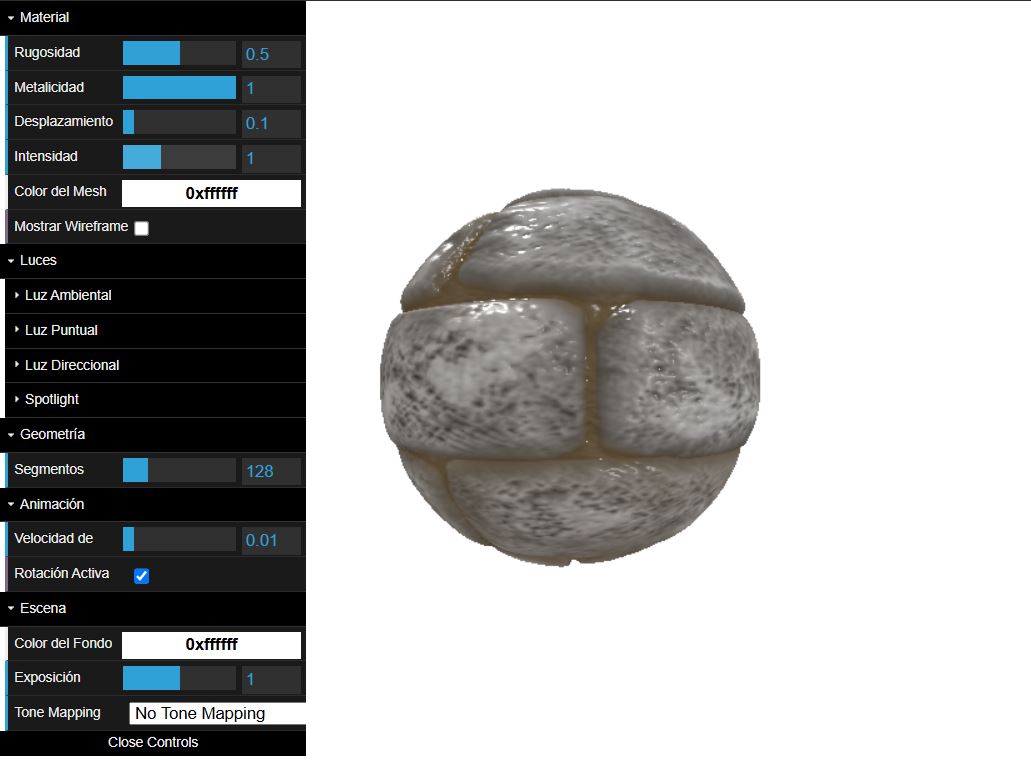 Material
Rugosidad 0.5
Metalicidad 1
Desplazamiento 0.1
Intensidad 1
Color del Mesh 0xffffff
Mostrar Wireframe
Luces
Luz Ambiental
Luz Puntual
Luz Direccional
Spotlight
Geometría
Segmentos 128
Animación
Velocidad de 0.01
Rotación Activa
Escena
Color del Fondo 0xffffff
Exposición 1
Tone Mapping No Tone Mapping
Close Controls